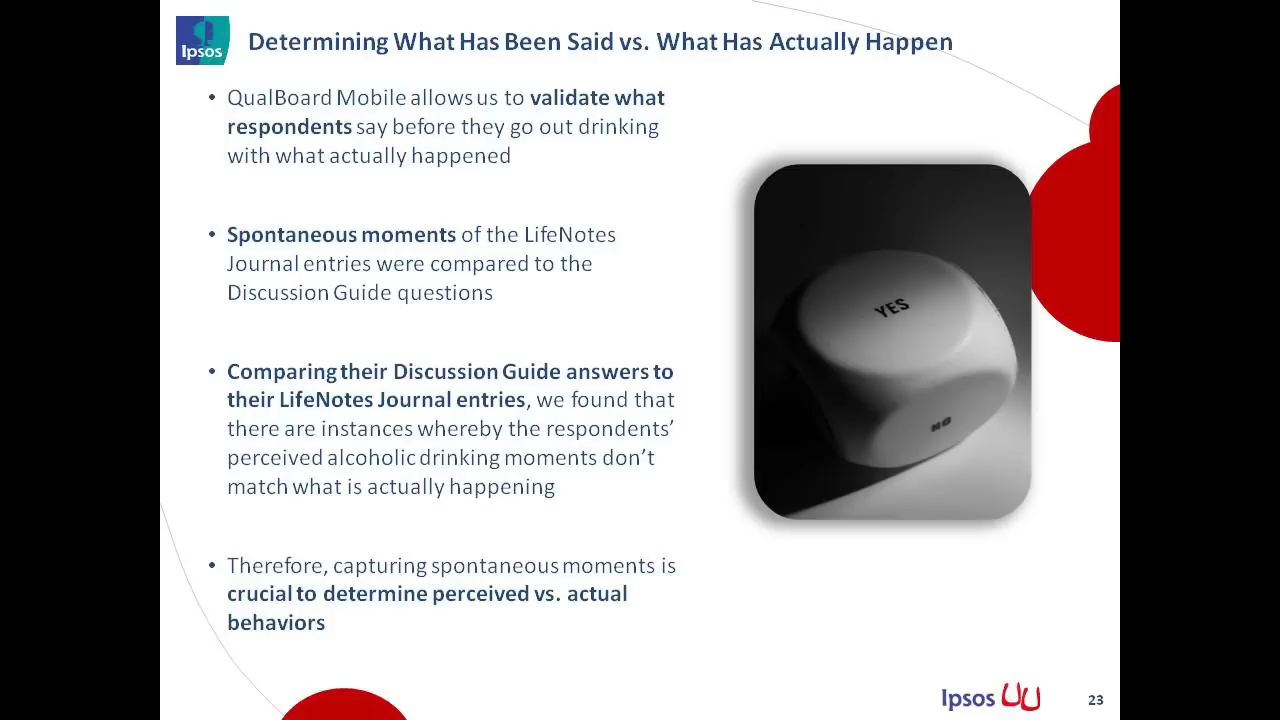 Ipsos
Determining What Has Been Said vs. What Has Actually Happen
• QualBoard Mobile allows us to validate what
respondents say before they go out drinking
with what actually happened
• Spontaneous moments of the LifeNotes
Journal entries were compared to the
Discussion Guide questions
• Comparing their Discussion Guide answers to
their LifeNotes Journal entries, we found that
there are instances whereby the respondents’
perceived alcoholic drinking moments don’t
match what is actually happening
• Therefore, capturing spontaneous moments is
crucial to determine perceived vs. actual
behaviors
YES
NO
Ipsos UU
23